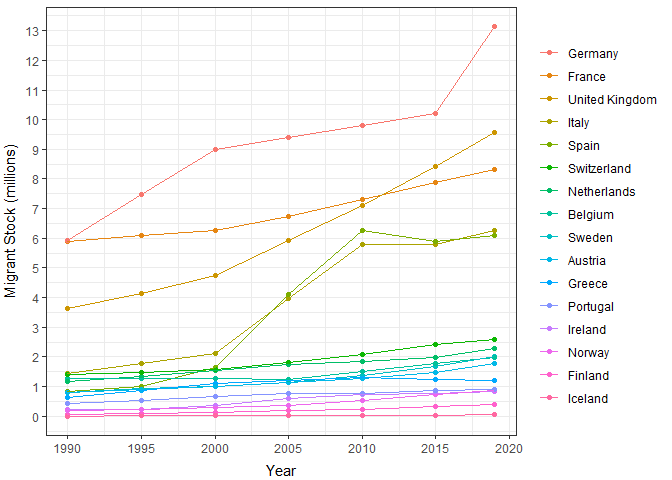 Migrant Stock (millions)
13
12
11
10
9
8
7
6
5
4
3
2
1
0
1990 1995 2000 2005 2010 2015 2020
Year
Germany
France
United Kingdom
Italy
Spain
Switzerland
Netherlands
Belgium
Sweden
Austria
Greece
Portugal
Ireland
Norway
Finland
Iceland